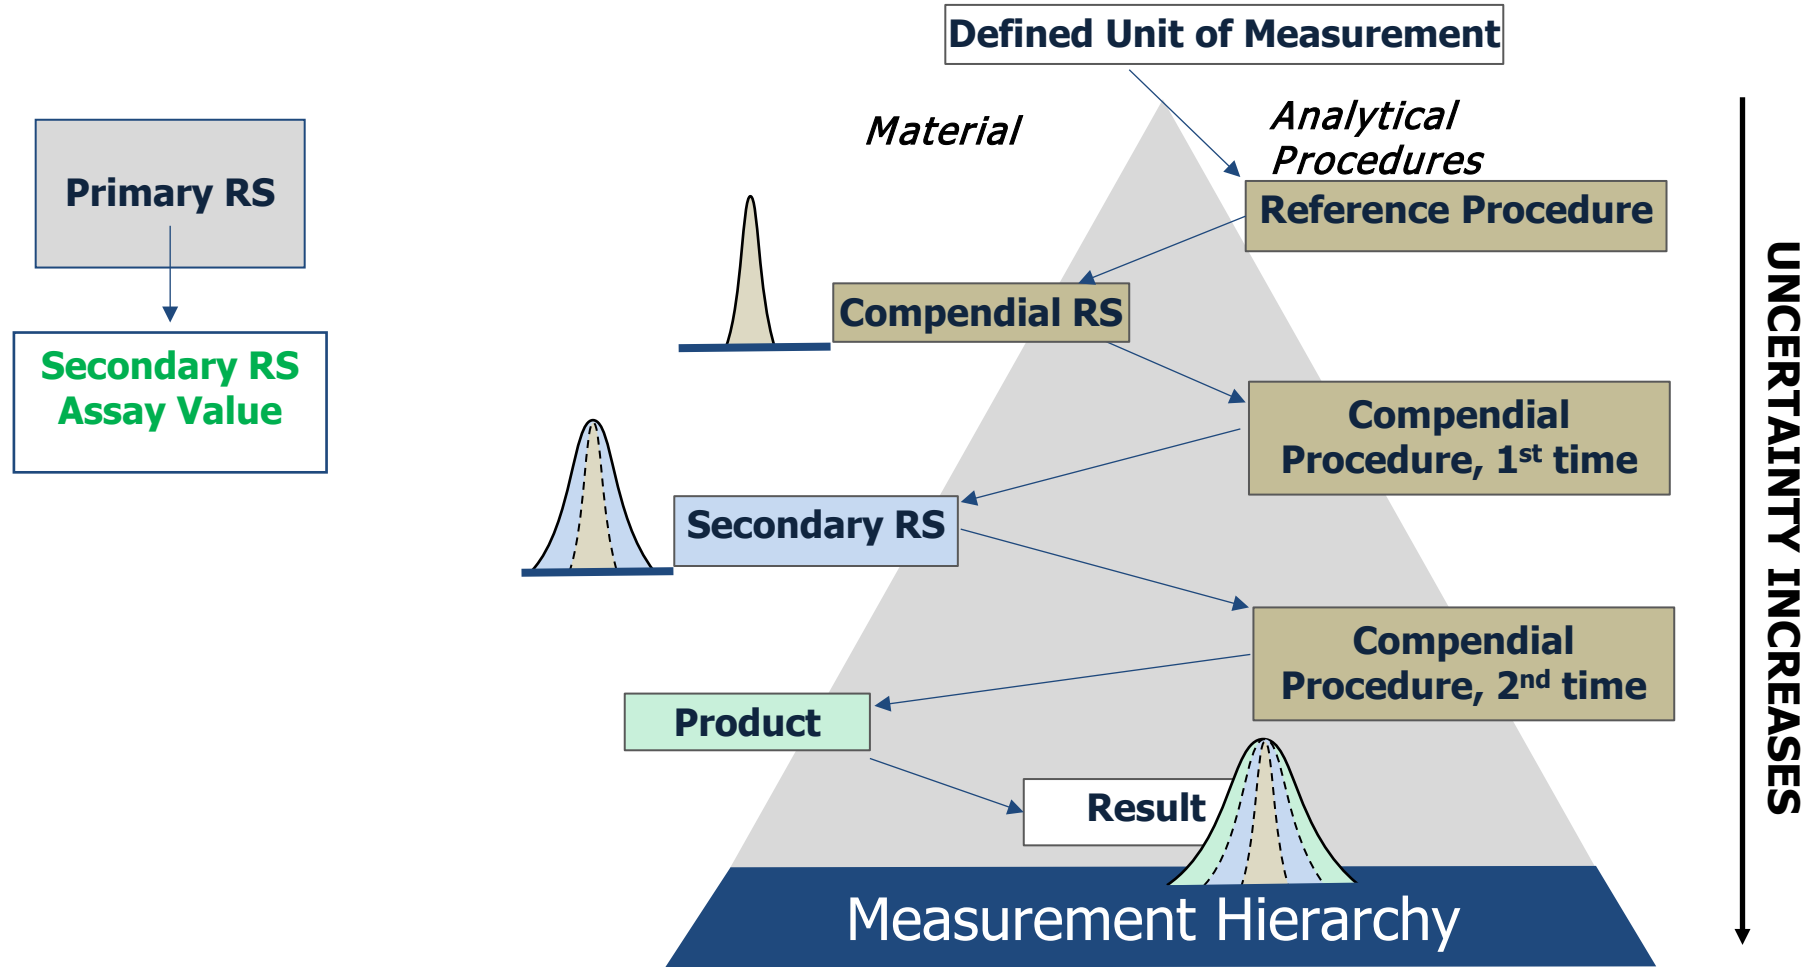 Defined Unit of Measurement
Material
Analytical
Procedures
Primary RS
Reference Procedure
Compendial RS
Secondary RS
Assay Value
Compendial
Procedure, 1st time
Secondary RS
Compendial
Procedure, 2nd time
Product
Result
Measurement Hierarchy
UNCERTAINTY INCREASES